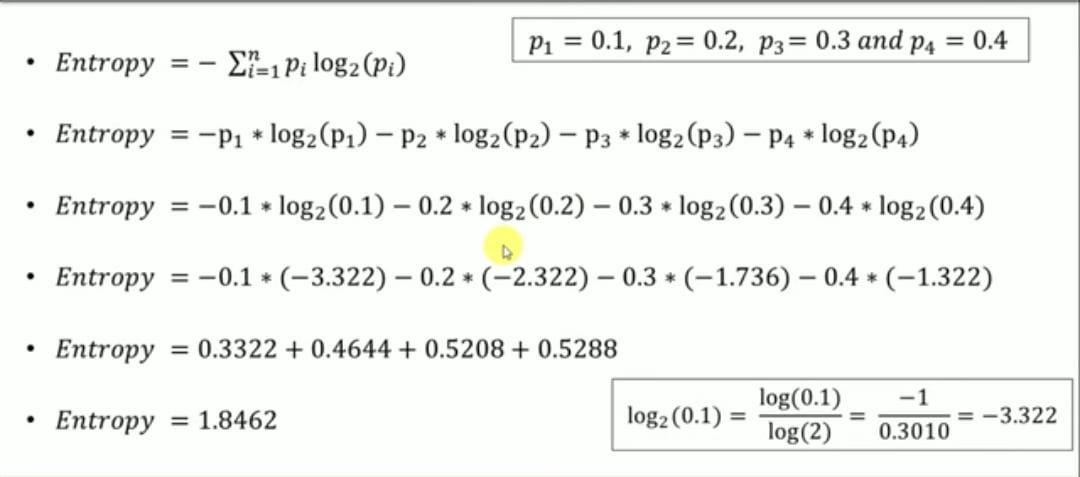 p₁ = 0.1, p₂= 0.2, p₃= 0.3 and p₄ = 0.4
• Entropy = − ∑ⁿᵢ₌₁ pᵢ log₂(pᵢ)
• Entropy = −p₁ * log₂(p₁) − p₂ * log₂(p₂) − p₃ * log₂(p₃) − p₄ * log₂(p₄)
• Entropy = −0.1 * log₂(0.1) − 0.2 * log₂(0.2) − 0.3 * log₂(0.3) − 0.4 * log₂(0.4)
• Entropy = −0.1 * (−3.322) − 0.2 * (−2.322) − 0.3 * (−1.736) − 0.4 * (−1.322)
• Entropy = 0.3322 + 0.4644 + 0.5208 + 0.5288
• Entropy = 1.8462
log₂(0.1) = log(0.1)/log(2) = −1/0.3010 = −3.322